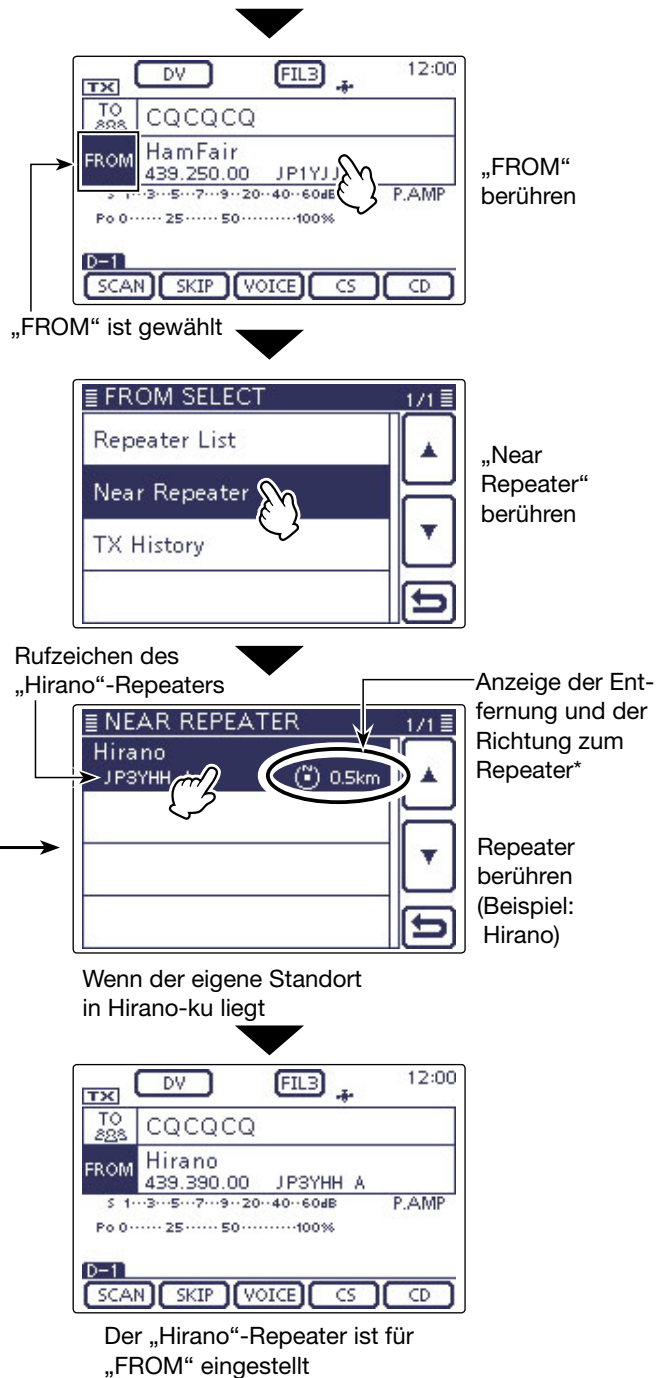 DV FIL3 12:00
TX
TO CQCQCQ
FROM HamFair
439.250.00
3···5···7···9··20··40··60dB P.AMP
Po 0······ 25······ 50··········100%
D-1
SCAN SKIP VOICE CS CD
„FROM“
berühren
„FROM“ ist gewählt
FROM SELECT 1/1
Repeater List
Near Repeater
TX History
„Near
Repeater“
berühren
Rufzeichen des
„Hirano“-Repeaters
Anzeige der Ent-
fernung und der
Richtung zum
Repeater*
NEAR REPEATER 1/1
Hirano
JP3YHH 0.5km
Repeater
berühren
(Beispiel:
Hirano)
Wenn der eigene Standort
in Hirano-ku liegt
DV FIL3 12:00
TX
TO CQCQCQ
FROM Hirano
439.390.00 JP3YHH A
S 1···3···5···7···9··20··40··60dB P.AMP
Po 0······ 25······ 50··········100%
D-1
SCAN SKIP VOICE CS CD
Der „Hirano“-Repeater ist für
„FROM“ eingestellt